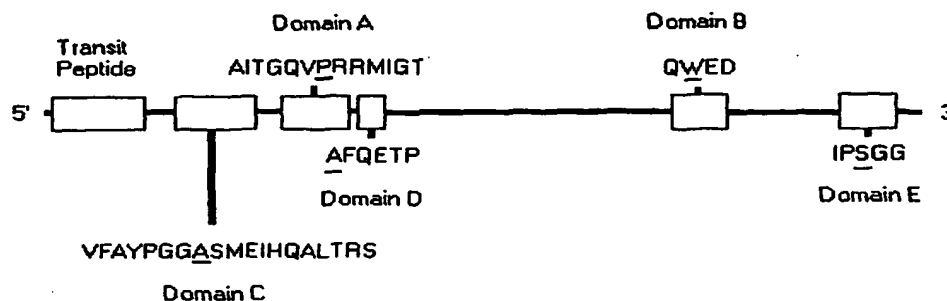 Domain A
Domain B
Transit
Peptide
AITGQVPRRMIGT
QWED
5'
3'
AFQETP
IPSGG
Domain D
Domain E
VFAYPGGASMEIHQALTRS
Domain C